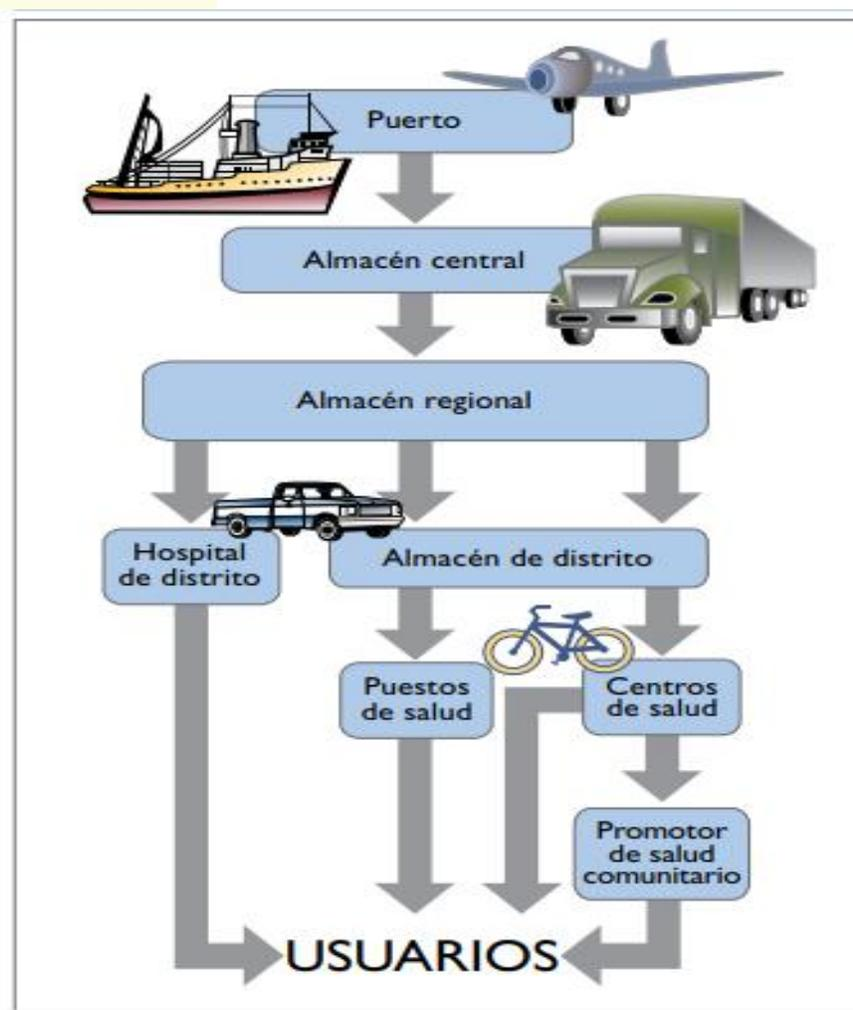 Puerto
Almacén central
Almacén regional
Hospital
de distrito
Almacén de distrito
Puestos
de salud
Centros
de salud
Promotor
de salud
comunitario
USUARIOS